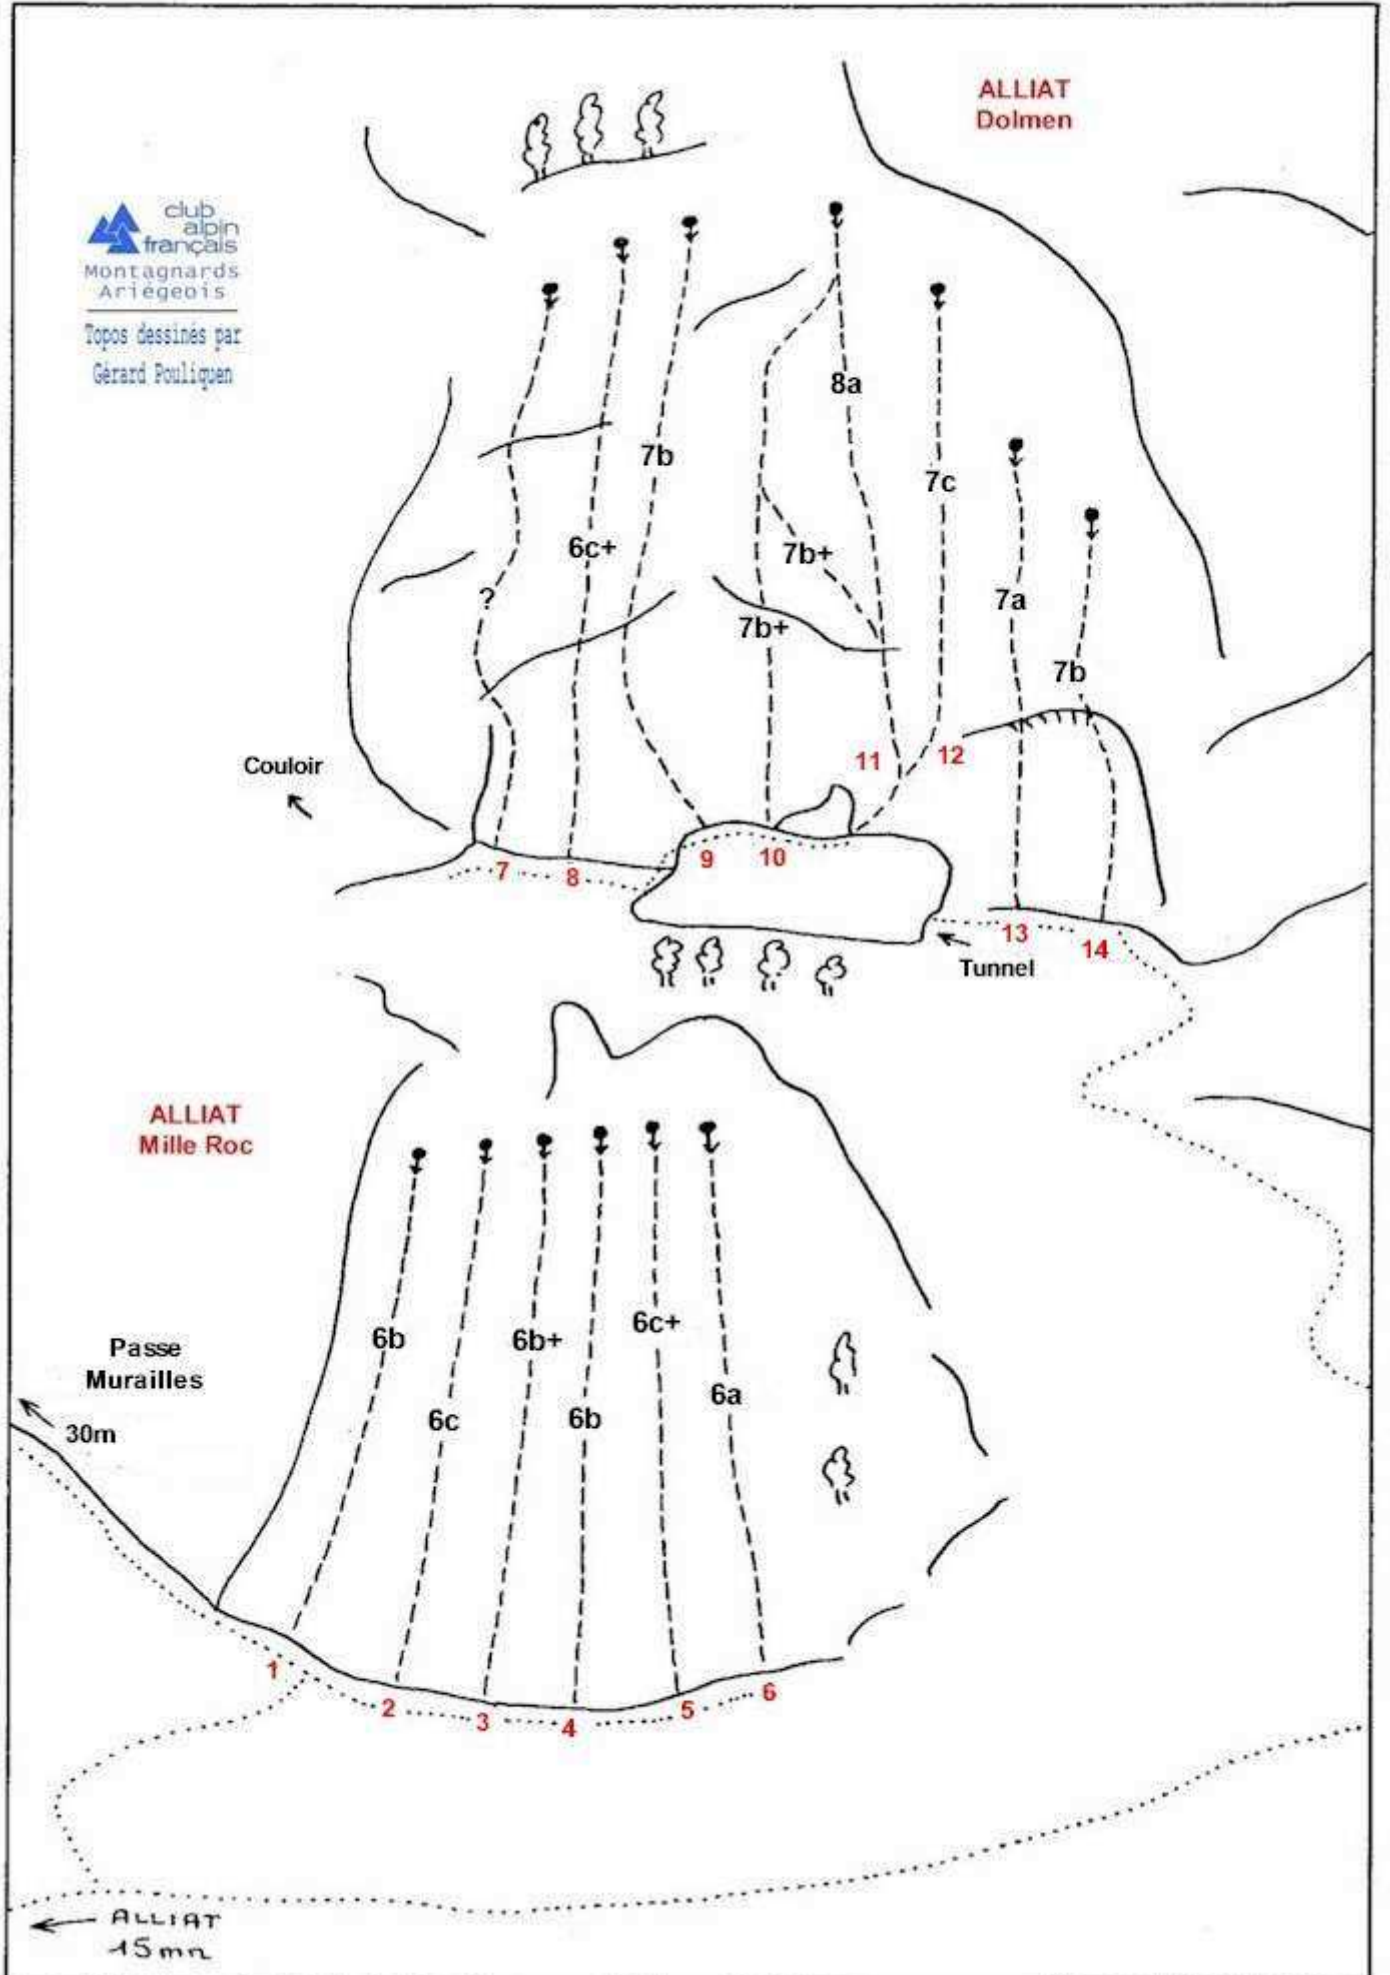 ALLIAT
Dolmen
club
alpin
français
Montagnards
Ariégeois
Topos dessinés par
Gérard Pouliquen
8a
7b
7c
6c+
7b+
?
7a
7b+
7b
11
12
Couloir
7
8
9
10
13
14
Tunnel
ALLIAT
Mille Roc
6b
6b+
6c+
Passe
Murailles
6c
6b
6a
30m
1
2
3
4
5
6
ALLIAT
15mn